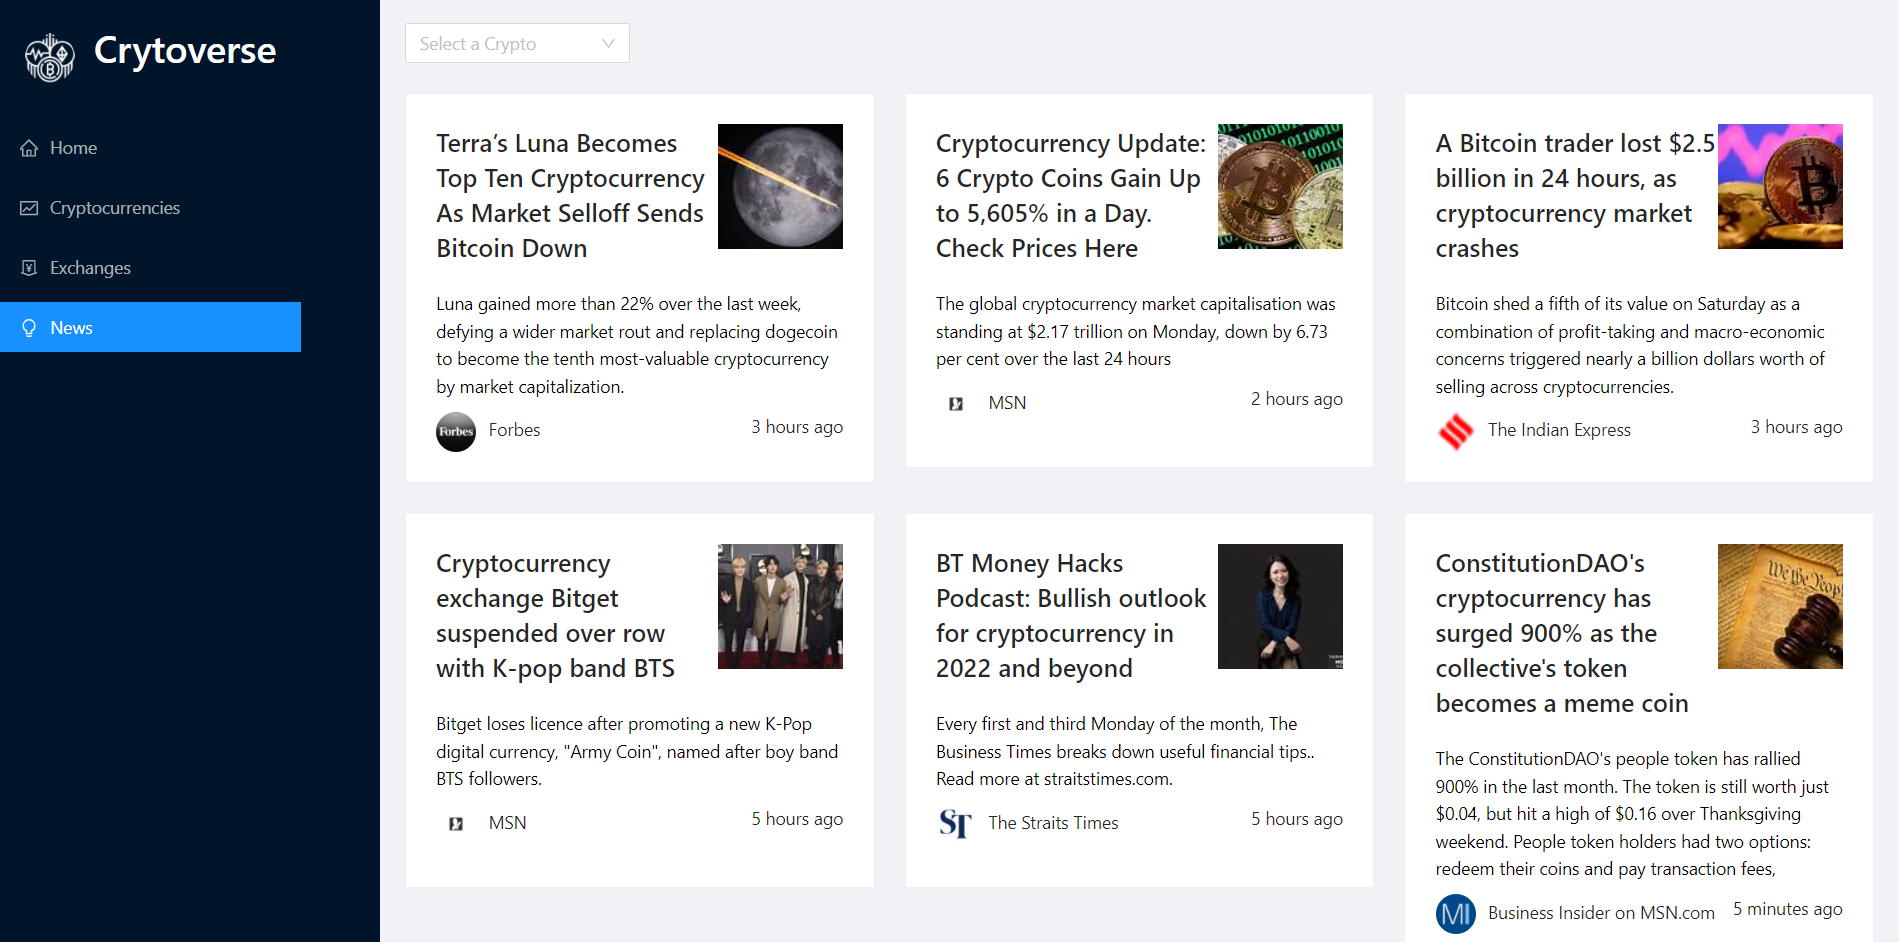 Crytoverse
Home
Cryptocurrencies
Exchanges
News
Select a Crypto
Terra’s Luna Becomes
Top Ten Cryptocurrency
As Market Selloff Sends
Bitcoin Down
Luna gained more than 22% over the last week,
defying a wider market rout and replacing dogecoin
to become the tenth most-valuable cryptocurrency
by market capitalization.
Forbes
Forbes
3 hours ago
Cryptocurrency Update:
6 Crypto Coins Gain Up
to 5,605% in a Day.
Check Prices Here
The global cryptocurrency market capitalisation was
standing at $2.17 trillion on Monday, down by 6.73
per cent over the last 24 hours
MSN
2 hours ago
A Bitcoin trader lost $2.5
billion in 24 hours, as
cryptocurrency market
crashes
Bitcoin shed a fifth of its value on Saturday as a
combination of profit-taking and macro-economic
concerns triggered nearly a billion dollars worth of
selling across cryptocurrencies.
The Indian Express
3 hours ago
Cryptocurrency
exchange Bitget
suspended over row
with K-pop band BTS
Bitget loses licence after promoting a new K-Pop
digital currency, "Army Coin", named after boy band
BTS followers.
MSN
5 hours ago
BT Money Hacks
Podcast: Bullish outlook
for cryptocurrency in
2022 and beyond
Every first and third Monday of the month, The
Business Times breaks down useful financial tips..
Read more at straitstimes.com.
ST
The Straits Times
5 hours ago
ConstitutionDAO's
cryptocurrency has
surged 900% as the
collective's token
becomes a meme coin
We the People
The ConstitutionDAO's people token has rallied
900% in the last month. The token is still worth just
$0.04, but hit a high of $0.16 over Thanksgiving
weekend. People token holders had two options:
redeem their coins and pay transaction fees,
MI
Business Insider on MSN.com
5 minutes ago